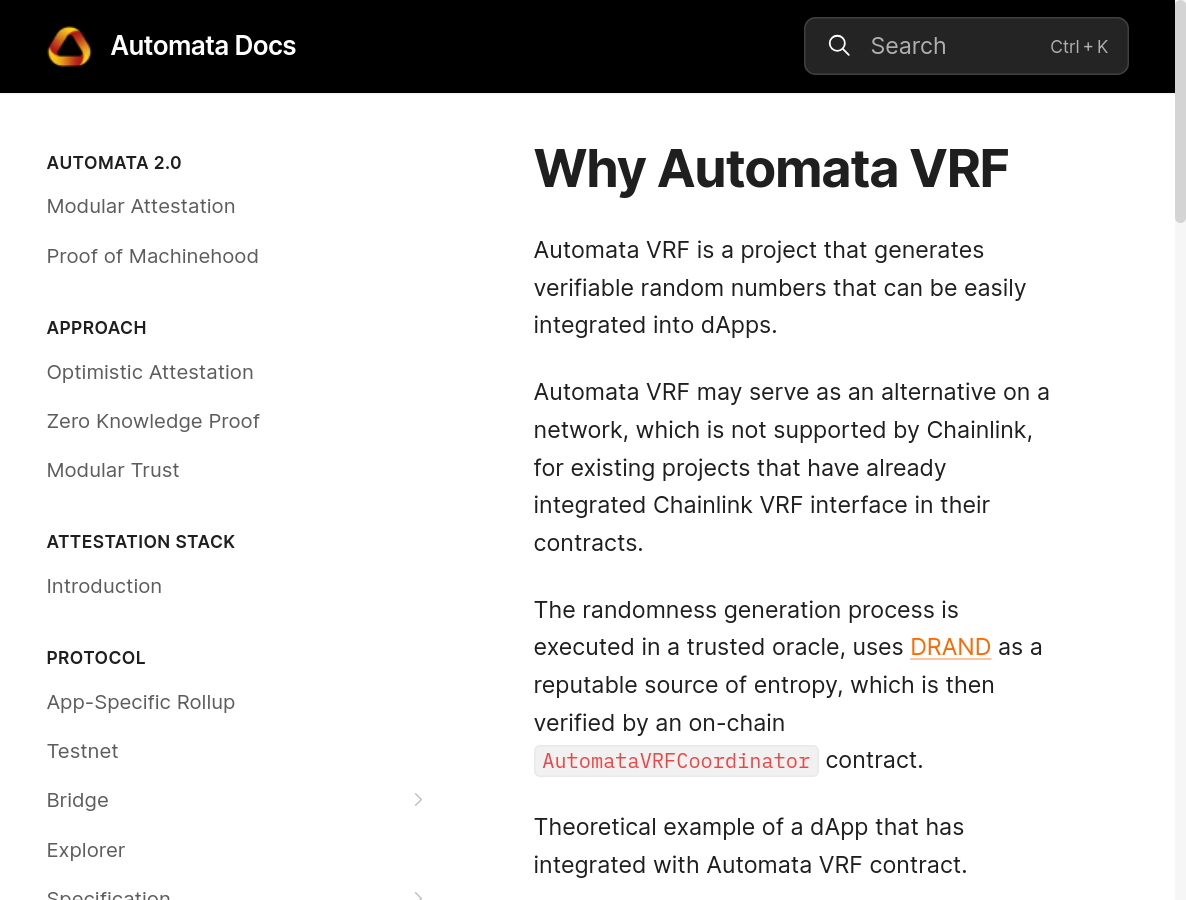 Automata Docs
Search
Ctrl + K
AUTOMATA 2.0
Modular Attestation
Proof of Machinehood
APPROACH
Optimistic Attestation
Zero Knowledge Proof
Modular Trust
ATTESTATION STACK
Introduction
PROTOCOL
App-Specific Rollup
Testnet
Bridge
Explorer
Specification
Why Automata VRF
Automata VRF is a project that generates
verifiable random numbers that can be easily
integrated into dApps.
Automata VRF may serve as an alternative on a
network, which is not supported by Chainlink,
for existing projects that have already
integrated Chainlink VRF interface in their
contracts.
The randomness generation process is
executed in a trusted oracle, uses DRAND as a
reputable source of entropy, which is then
verified by an on-chain
AutomataVRFCoordinator contract.
Theoretical example of a dApp that has
integrated with Automata VRF contract.